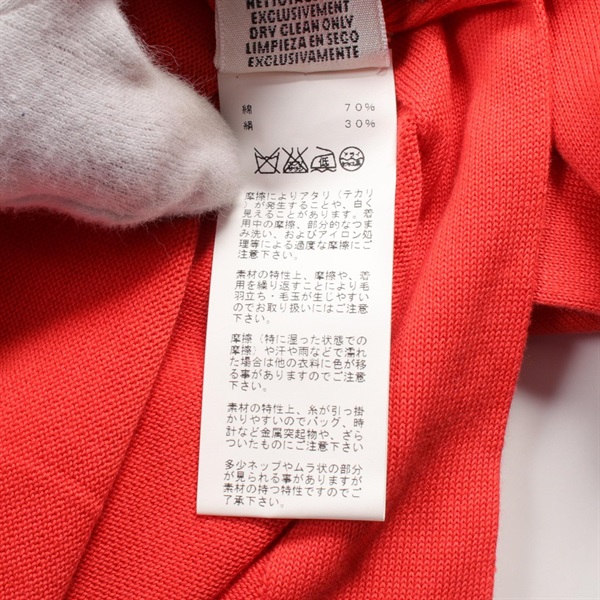 NETTOYAGE
EXCLUSIVEMENT
DRY CLEAN ONLY
LIMPIEZA EN SECO
EXCLUSIVAMENTE
綿 70%
絹 30%
エンソサラシ 低 ドライ
摩擦によりアタリ（テカリ
）が発生することや、白く
見えることがあります。着
用中の摩擦、部分的なつま
み洗い、およびアイロン処
理等による過度な摩擦にご
注意下さい。
素材の特性上、摩擦や、着
用を繰り返すことにより毛
羽立ち・毛玉が生じやすい
のでお取り扱いにはご注意
下さい。
摩擦（特に湿った状態での
摩擦）や汗や雨などで濡れ
た場合は他の衣料に色が移
る事がありますのでご注意
下さい。
素材の特性上、糸が引っ掛
かりやすいのでバッグ、時
計など金属突起物や、ざら
ついたものにご注意下さい
。
多少ネップやムラ状の部分
が見られる事がありますが
素材の持つ特性ですのでご
了承下さい。